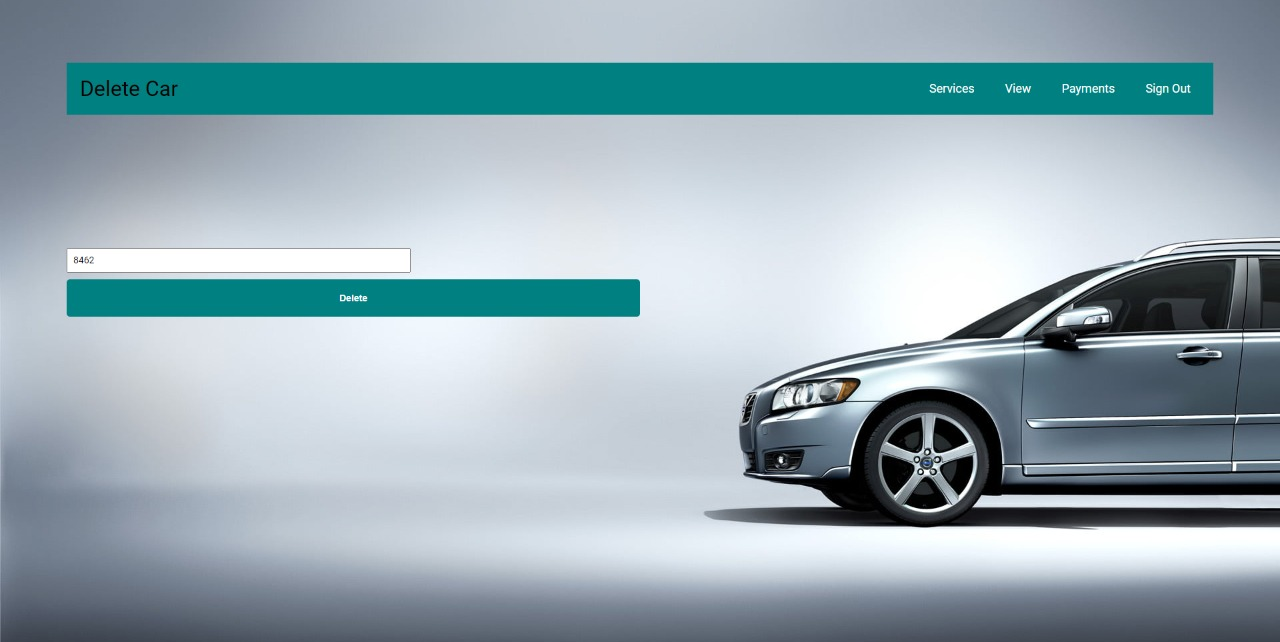 Delete Car
Services View Payments Sign Out
8462
Delete